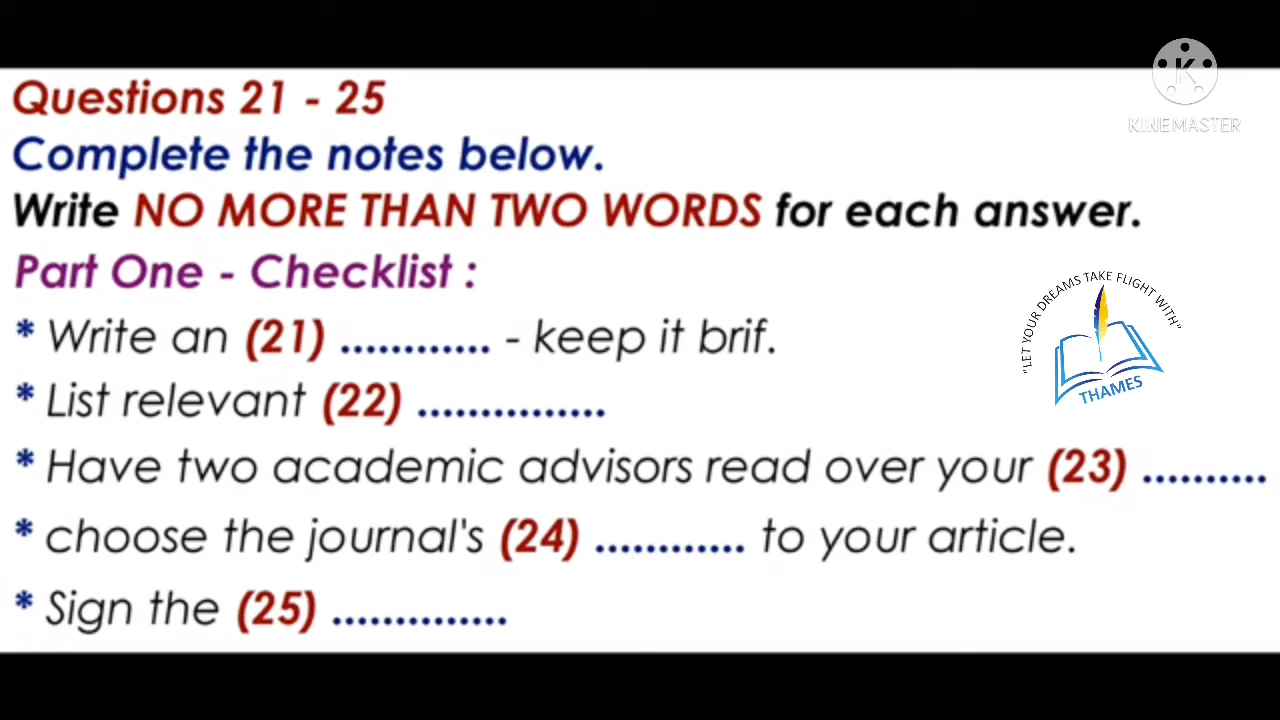 KINEMASTER
Questions 21 - 25
Complete the notes below.
Write NO MORE THAN TWO WORDS for each answer.
Part One - Checklist :
* Write an (21) ............ - keep it brif.
* List relevant (22) ...............
* Have two academic advisors read over your (23) ..........
* choose the journal's (24) ............ to your article.
* Sign the (25) ..............
"LET YOUR DREAMS TAKE FLIGHT WITH"
THAMES